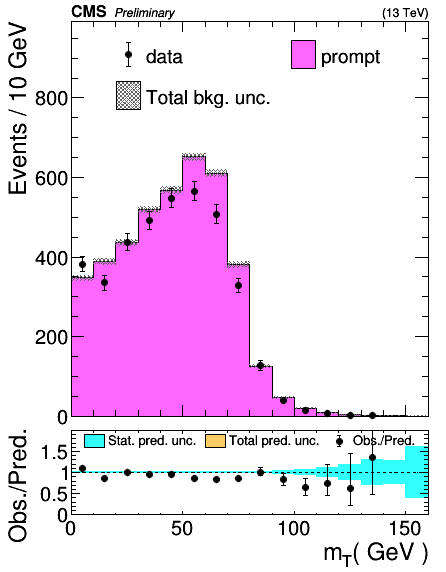 CMS Preliminary (13 TeV)
Events / 10 GeV
data prompt
Total bkg. unc.
800
600
400
200
0
Obs./Pred.
Stat. pred. unc. Total pred. unc. Obs./Pred.
1.5
1
0.5
0
0 50 100 150
m_T( GeV )